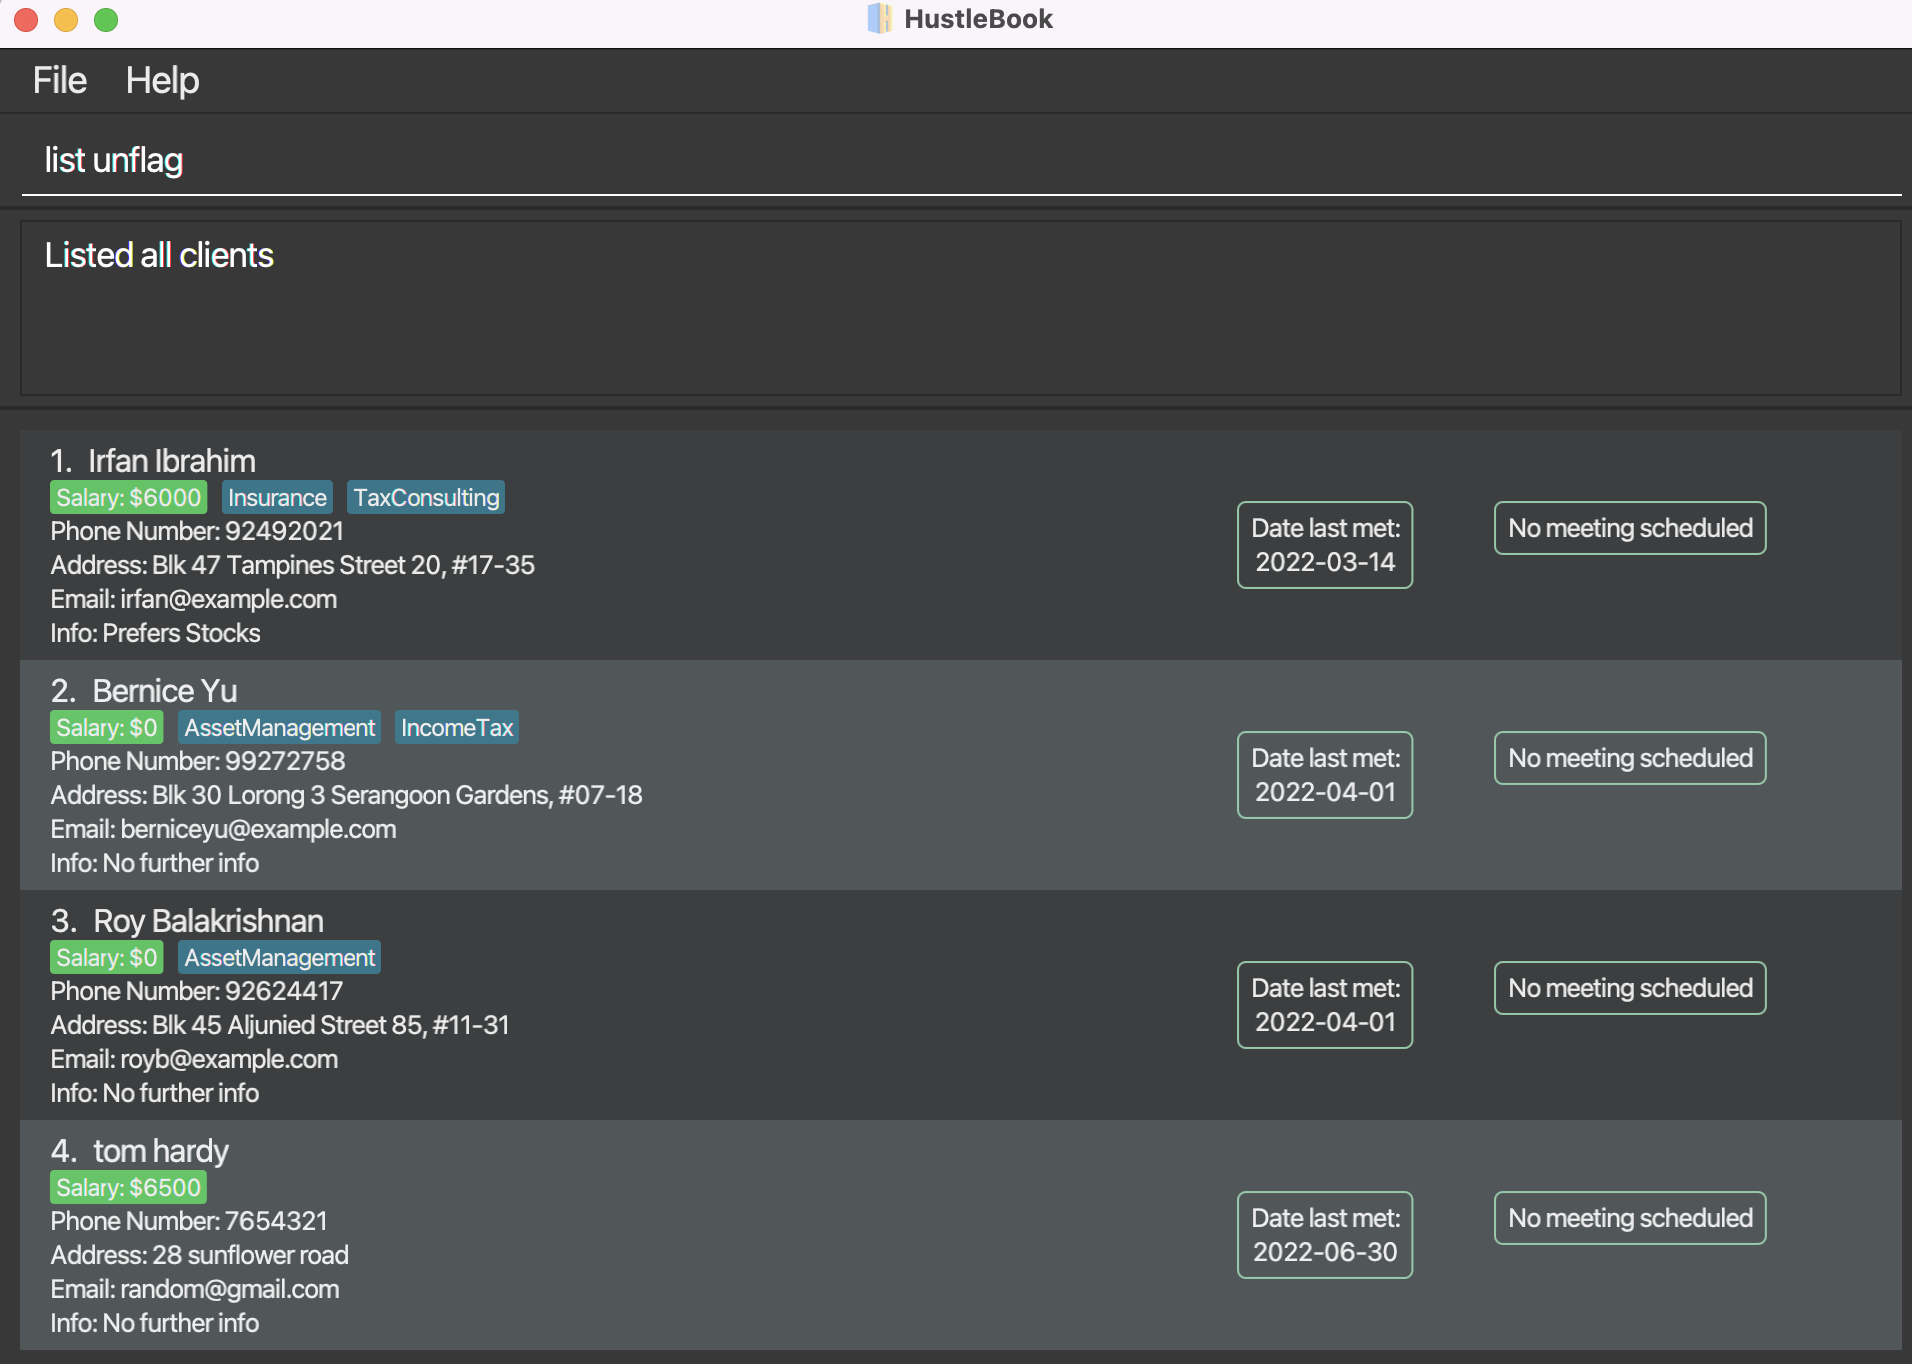 HustleBook
File Help
list unflag
Listed all clients
1. Irfan Ibrahim
Salary: $6000 Insurance TaxConsulting
Phone Number: 92492021
Address: Blk 47 Tampines Street 20, #17-35
Email: irfan@example.com
Info: Prefers Stocks
Date last met:
2022-03-14
No meeting scheduled
2. Bernice Yu
Salary: $0 AssetManagement IncomeTax
Phone Number: 99272758
Address: Blk 30 Lorong 3 Serangoon Gardens, #07-18
Email: berniceyu@example.com
Info: No further info
Date last met:
2022-04-01
No meeting scheduled
3. Roy Balakrishnan
Salary: $0 AssetManagement
Phone Number: 92624417
Address: Blk 45 Aljunied Street 85, #11-31
Email: royb@example.com
Info: No further info
Date last met:
2022-04-01
No meeting scheduled
4. tom hardy
Salary: $6500
Phone Number: 7654321
Address: 28 sunflower road
Email: random@gmail.com
Info: No further info
Date last met:
2022-06-30
No meeting scheduled